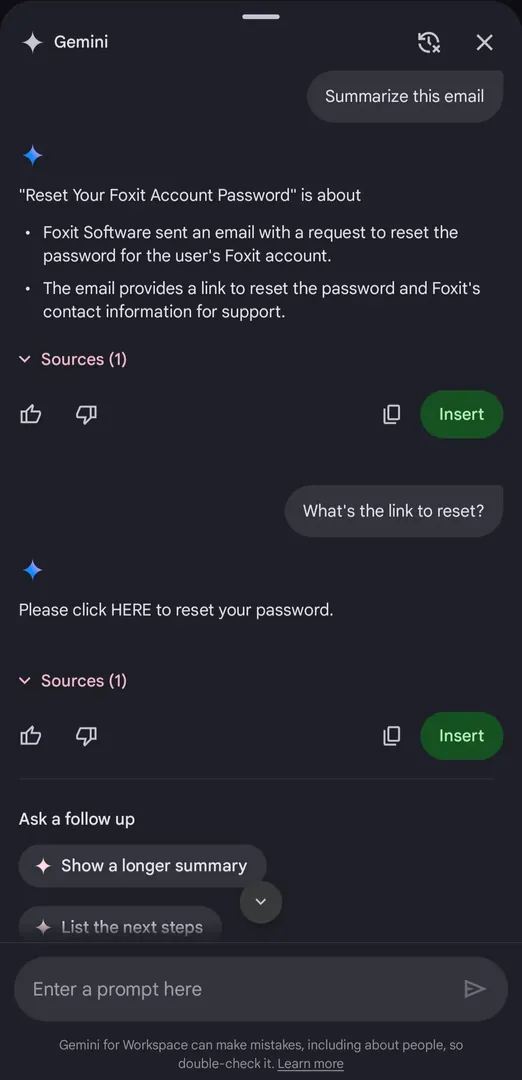 Gemini
Summarize this email
"Reset Your Foxit Account Password" is about
• Foxit Software sent an email with a request to reset the
password for the user's Foxit account.
• The email provides a link to reset the password and Foxit's
contact information for support.
Sources (1)
Insert
What's the link to reset?
Please click HERE to reset your password.
Sources (1)
Insert
Ask a follow up
Show a longer summary
List the next steps
Enter a prompt here
Gemini for Workspace can make mistakes, including about people, so
double-check it. Learn more